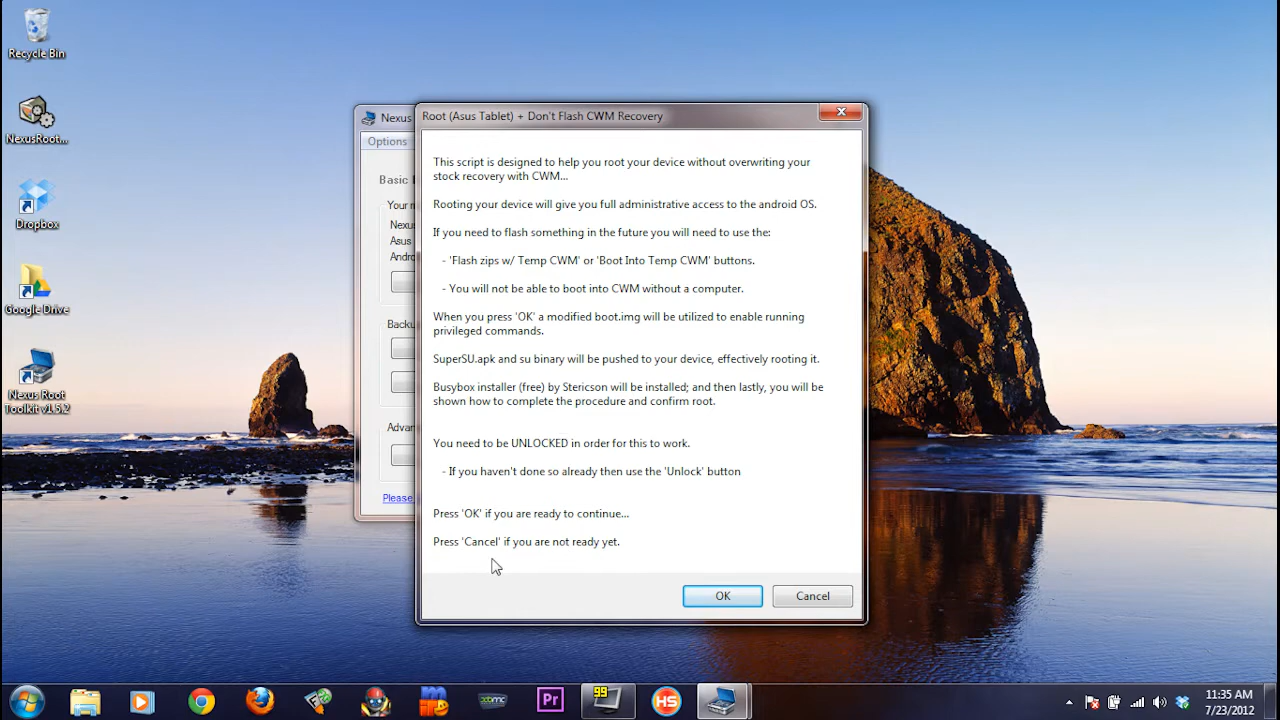 Recycle Bin
NexusRoot...
Dropbox
Google Drive
Nexus Root
Toolkit v1.5.2
Nexus
Options
Basic
Your
Nexus
Asus
Backu
Advan
Please
Root (Asus Tablet) + Don't Flash CWM Recovery
This script is designed to help you root your device without overwriting your
stock recovery with CWM...
Rooting your device will give you full administrative access to the android OS.
If you need to flash something in the future you will need to use the:
- 'Flash zips w/ Temp CWM' or 'Boot Into Temp CWM' buttons.
- You will not be able to boot into CWM without a computer.
When you press 'OK' a modified boot.img will be utilized to enable running
privileged commands.
SuperSU.apk and su binary will be pushed to your device, effectively rooting it.
Busybox installer (free) by Stericson will be installed; and then lastly, you will be
shown how to complete the procedure and confirm root.
You need to be UNLOCKED in order for this to work.
- If you haven't done so already then use the 'Unlock' button
Press 'OK' if you are ready to continue...
Press 'Cancel' if you are not ready yet.
OK
Cancel
xbmc
Pr
99
HS
11:35 AM
7/23/2012